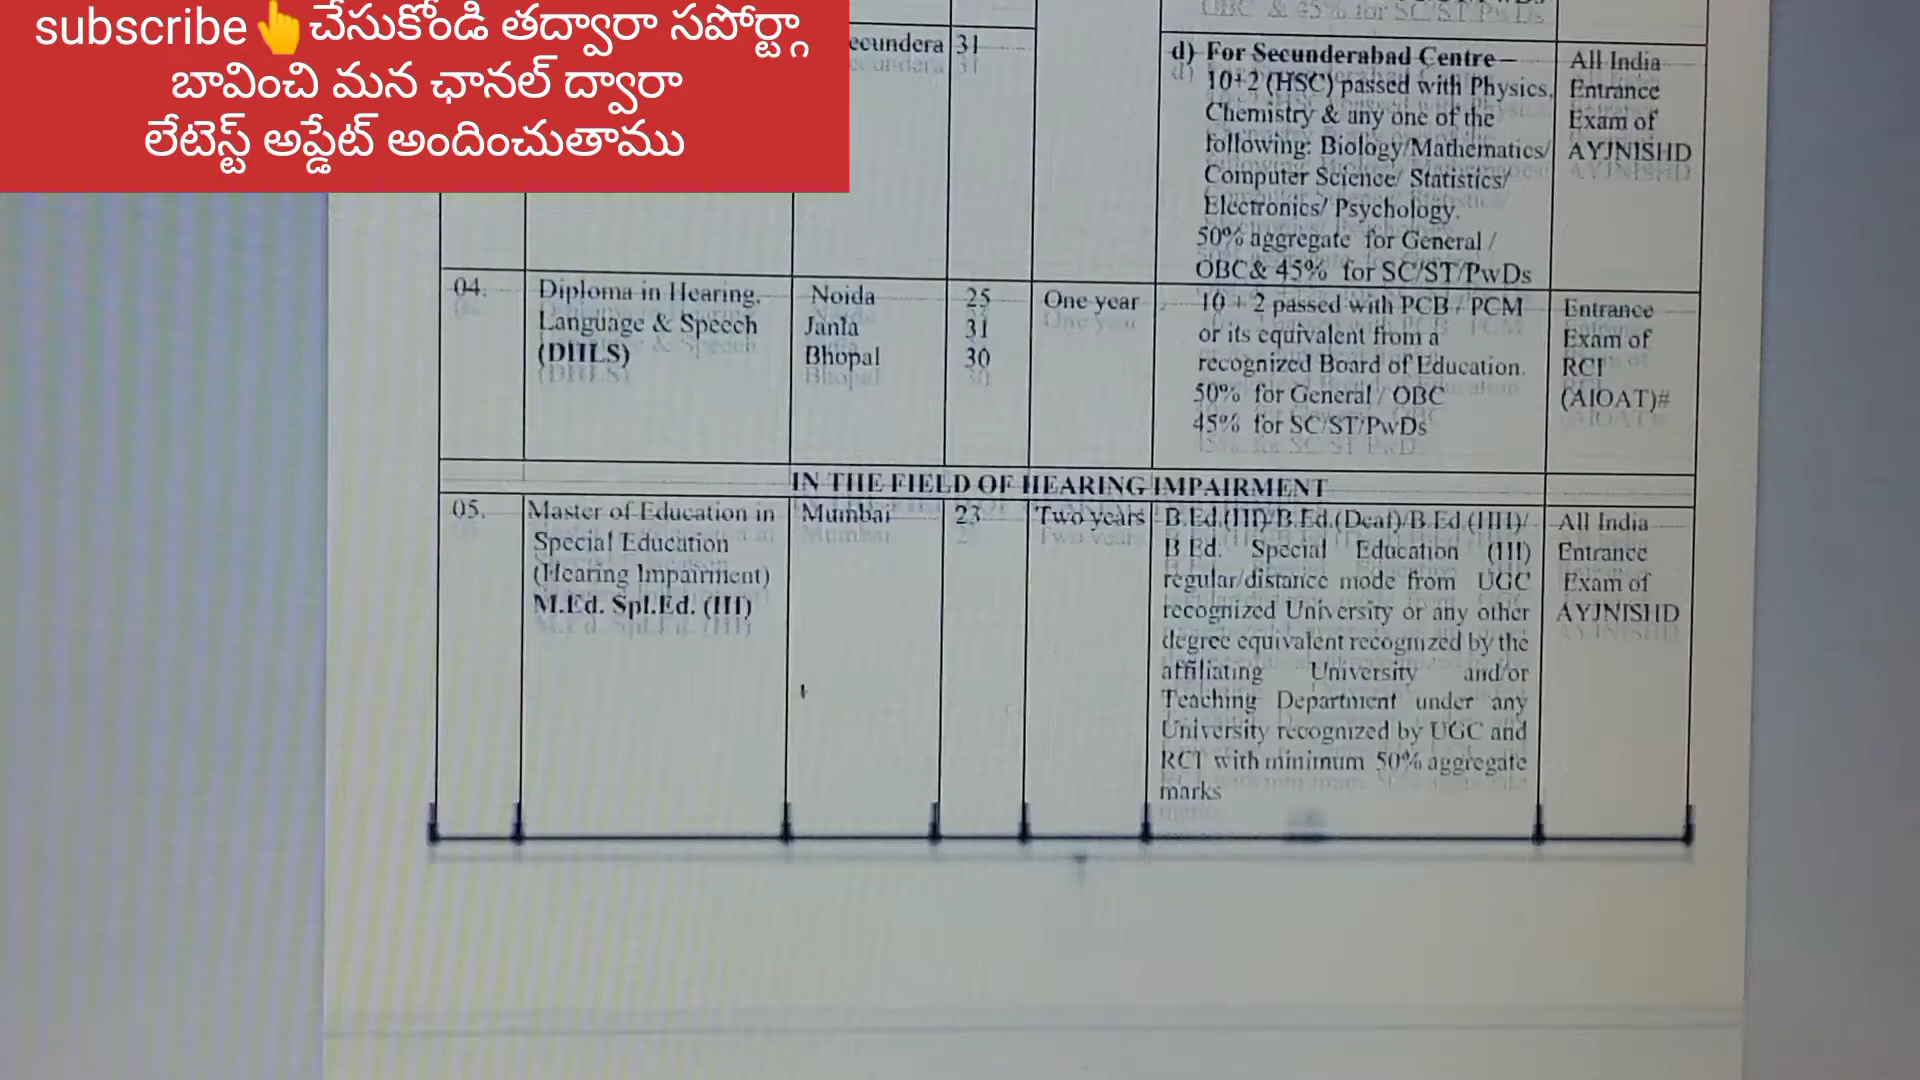 subscribe👆చేసుకోండి తద్వారా సపోర్ట్గా
బావించి మన ఛానల్ ద్వారా
లేటెస్ట్ అప్డేట్ అందించుతాము
ecundera 31
d) For Secunderabad Centre–
10+2 (HSC) passed with Physics,
Chemistry & any one of the
following: Biology/Mathematics/
Computer Science/ Statistics/
Electronics/ Psychology.
50% aggregate for General /
OBC& 45% for SC/ST/PwDs
All India
Entrance
Exam of
AYJNISHD
04.
Diploma in Hearing,
Language & Speech
(DHLS)
Noida 25
Janla 31
Bhopal 30
One year
10 + 2 passed with PCB / PCM
or its equivalent from a
recognized Board of Education.
50% for General / OBC
45% for SC/ST/PwDs
Entrance
Exam of
RCI
(AIOAT)#
IN THE FIELD OF HEARING IMPAIRMENT
05.
Master of Education in
Special Education
(Hearing Impairment)
M.Ed. Spl.Ed. (HI)
Mumbai
23
Two years
B.Ed.(HI)/B.Ed.(Deaf)/B.Ed.(HH)/
B.Ed. Special Education (HI)
regular/distance mode from UGC
recognized University or any other
degree equivalent recognized by the
affiliating University and/or
Teaching Department under any
University recognized by UGC and
RCI with minimum 50% aggregate
marks
All India
Entrance
Exam of
AYJNISHD